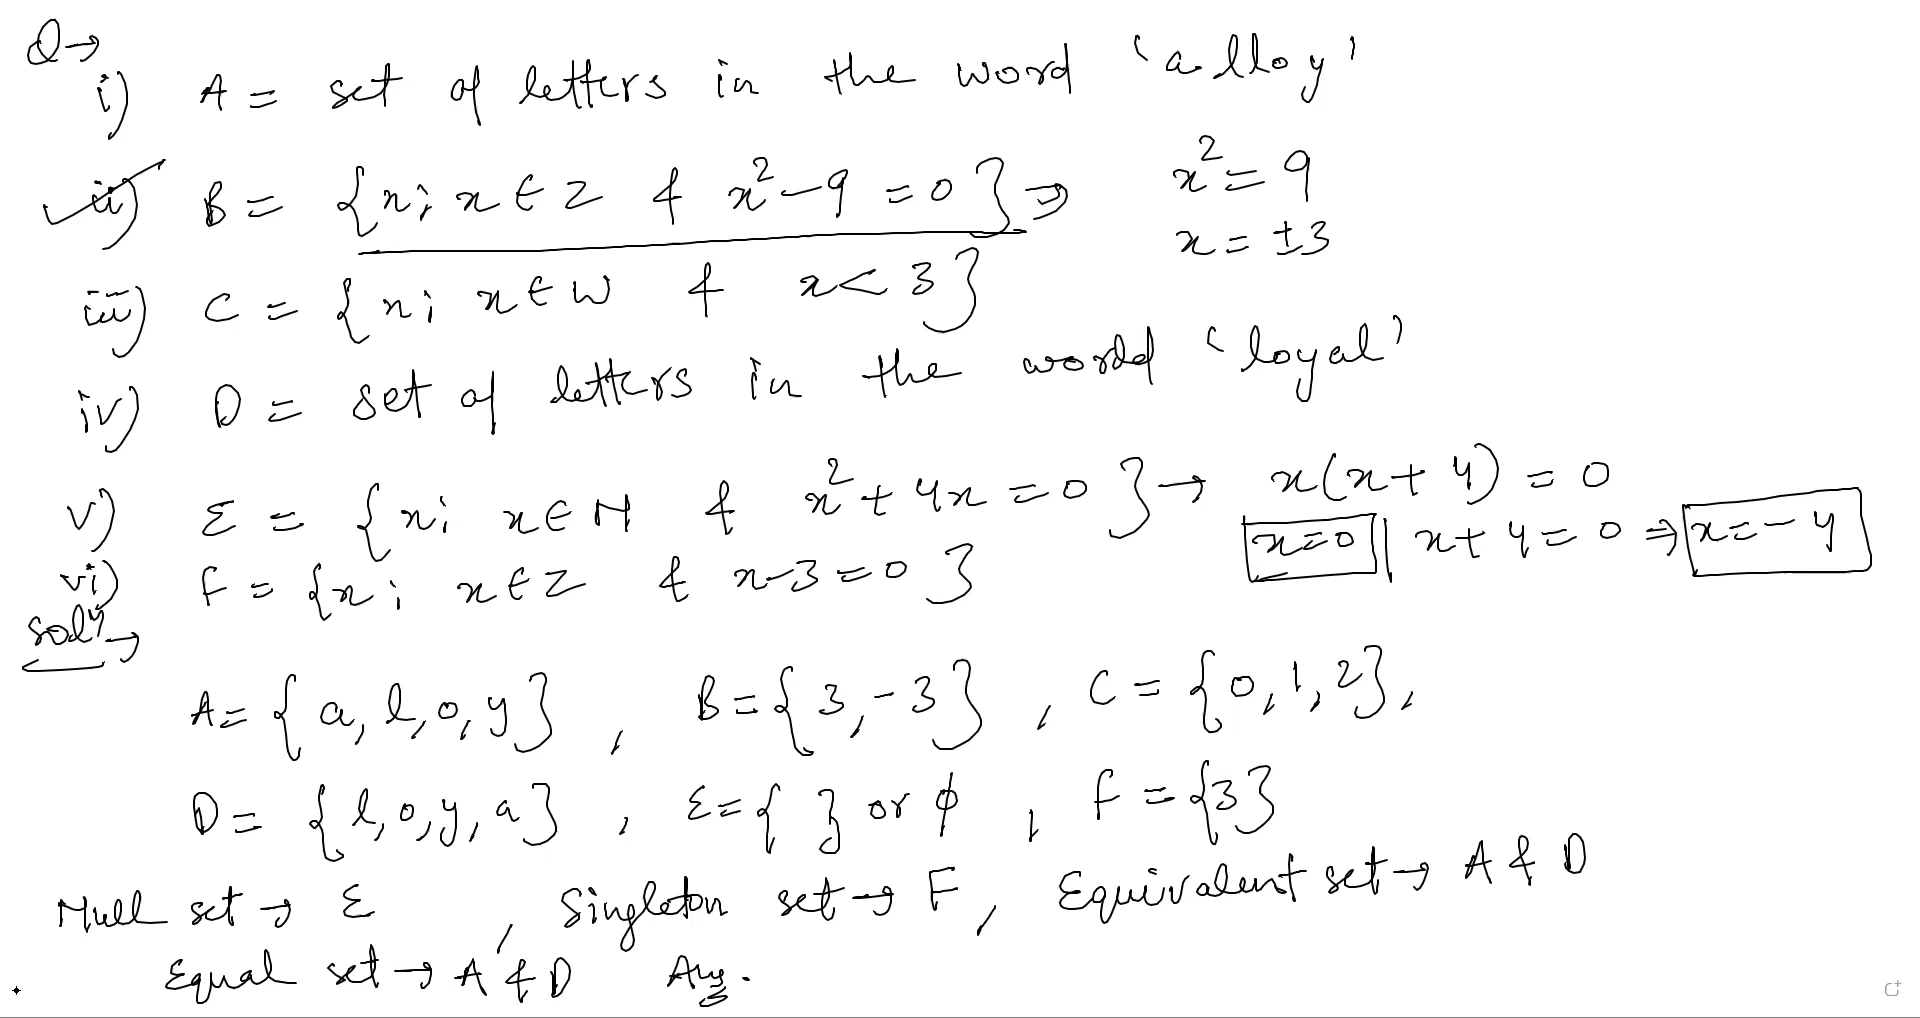 Q→
i) A = set of letters in the word 'alloy'
ii) B = {x; x ∈ Z & x² - 9 = 0} ⇒ x² = 9
x = ±3
iii) C = {x; x ∈ W & x < 3}
iv) D = set of letters in the word 'loyal'
v) E = {x; x ∈ N & x² + 4x = 0} → x(x + 4) = 0
x = 0 | x + 4 = 0 ⇒ x = -4
vi) F = {x; x ∈ Z & x - 3 = 0}
Solⁿ→
A = {a, l, o, y}, B = {3, -3}, C = {0, 1, 2},
D = {l, o, y, a}, E = { } or ϕ, F = {3}
Null set → E, Singleton set → F, Equivalent set → A & D
Equal set → A & D Ans.